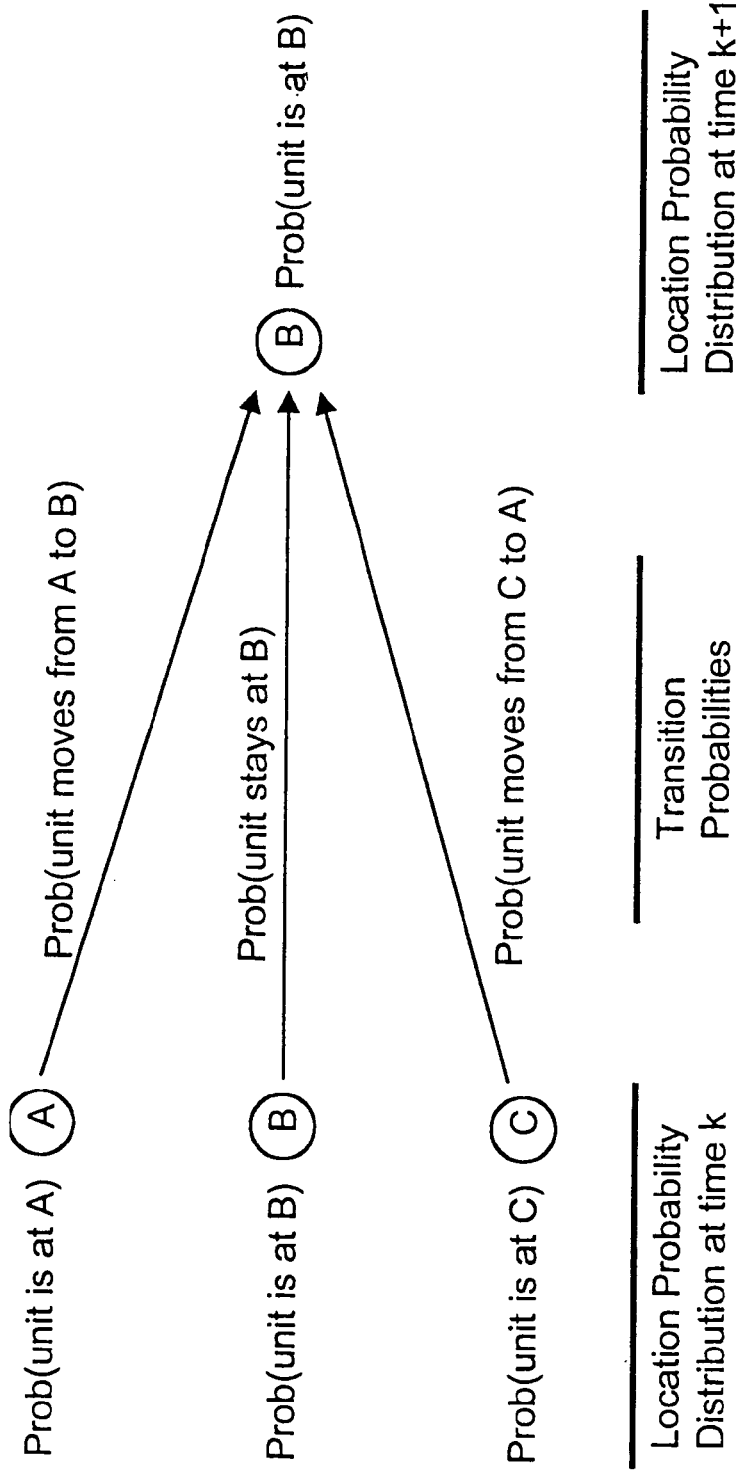 Prob(unit is at A)
A
Prob(unit moves from A to B)
Prob(unit is at B)
B
Prob(unit stays at B)
B
Prob(unit is at B)
Prob(unit is at C)
C
Prob(unit moves from C to A)
Location Probability
Distribution at time k
Transition
Probabilities
Location Probability
Distribution at time k+1